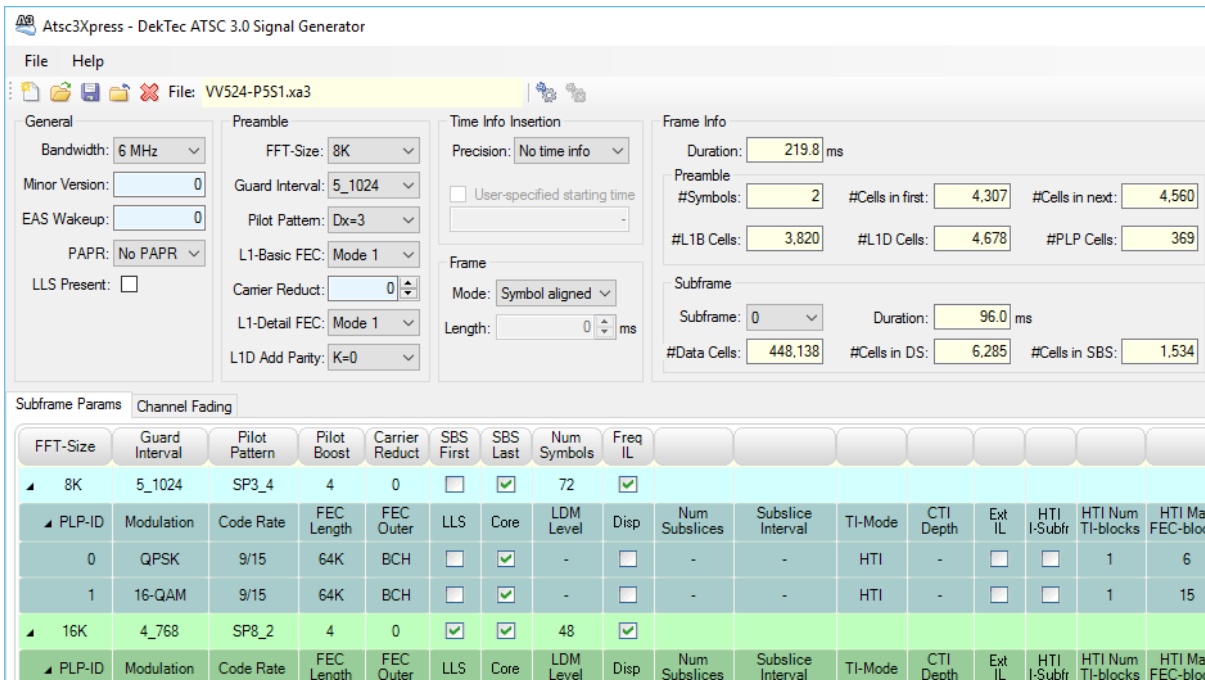 Atsc3Xpress - DekTec ATSC 3.0 Signal Generator
File Help
File: VV524-P5S1.xa3
General
Bandwidth: 6 MHz
Minor Version: 0
EAS Wakeup: 0
PAPR: No PAPR
LLS Present:
Preamble
FFT-Size: 8K
Guard Interval: 5_1024
Pilot Pattern: Dx=3
L1-Basic FEC: Mode 1
Carrier Reduct: 0
L1-Detail FEC: Mode 1
L1D Add Parity: K=0
Time Info Insertion
Precision: No time info
User-specified starting time
-
Frame
Mode: Symbol aligned
Length: 0 ms
Frame Info
Duration: 219.8 ms
Preamble
#Symbols: 2 #Cells in first: 4,307 #Cells in next: 4,560
#L1B Cells: 3,820 #L1D Cells: 4,678 #PLP Cells: 369
Subframe
Subframe: 0 Duration: 96.0 ms
#Data Cells: 448,138 #Cells in DS: 6,285 #Cells in SBS: 1,534
Subframe Params Channel Fading
FFT-Size Guard Interval Pilot Pattern Pilot Boost Carrier Reduct SBS First SBS Last Num Symbols Freq IL
8K 5_1024 SP3_4 4 0 72
PLP-ID Modulation Code Rate FEC Length FEC Outer LLS Core LDM Level Disp Num Subslices Subslice Interval TI-Mode CTI Depth Ext IL HTI I-Subfr HTI Num TI-blocks HTI Ma FEC-bloc
0 QPSK 9/15 64K BCH - - - HTI - 1 6
1 16-QAM 9/15 64K BCH - - - HTI - 1 15
16K 4_768 SP8_2 4 0 48
PLP-ID Modulation Code Rate FEC Length FEC Outer LLS Core LDM Level Disp Num Subslices Subslice Interval TI-Mode CTI Depth Ext IL HTI I-Subfr HTI Num TI-blocks HTI Ma FEC-bloc